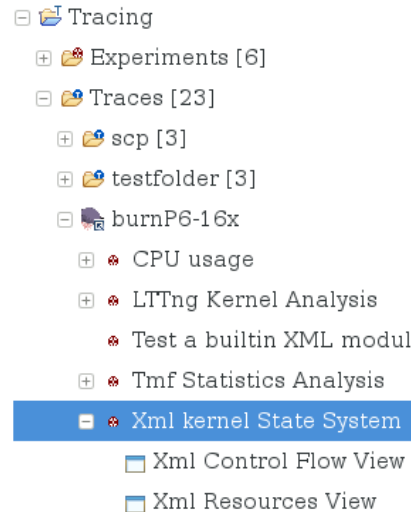 Tracing
Experiments [6]
Traces [23]
scp [3]
testfolder [3]
burnP6-16x
CPU usage
LTTng Kernel Analysis
Test a builtin XML modul
Tmf Statistics Analysis
Xml kernel State System
Xml Control Flow View
Xml Resources View